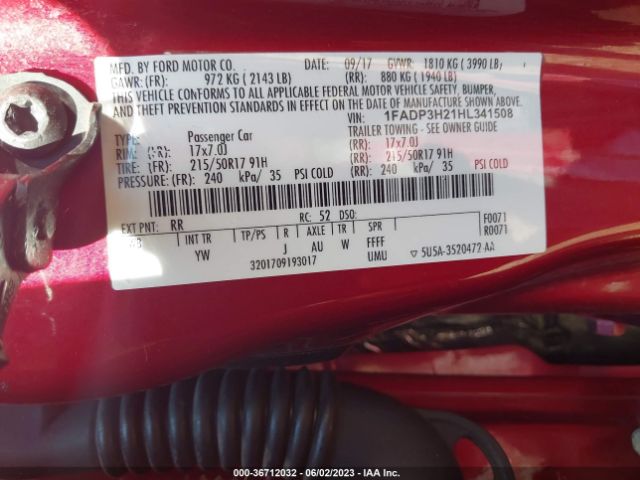 MFD. BY FORD MOTOR CO.   DATE: 09/17   GVWR: 1810 KG ( 3990 LB)
GAWR: (FR)   972 KG ( 2143 LB)   (RR): 880 KG ( 1940 LB)
THIS VEHICLE CONFORMS TO ALL APPLICABLE FEDERAL MOTOR VEHICLE SAFETY, BUMPER,
AND THEFT PREVENTION STANDARDS IN EFFECT ON THE DATE OF MANUFACTURE SHOWN ABOVE.
VIN: 1FADP3H21HL341508
TYPE: Passenger Car   TRAILER TOWING - SEE OWNER GUIDE
RIM: (FR) 17x7.0J   (RR) 17x7.0J
TIRE: (FR) 215/50R17 91H   (RR): 215/50R17 91H
PRESSURE: (FR) 240 kPa/ 35 PSI COLD   (RR): 240 kPa/ 35 PSI COLD
EXT PNT: RR   RC: 52 DSO:   F0071
R0071
INT TR   TP/PS   R   AXLE   TR   SPR
YW   J   AU   W   FFFF
3201709193017   UMU   ▽ 5U5A-3520472 AA
000-36712032 - 06/02/2023 - IAA Inc.